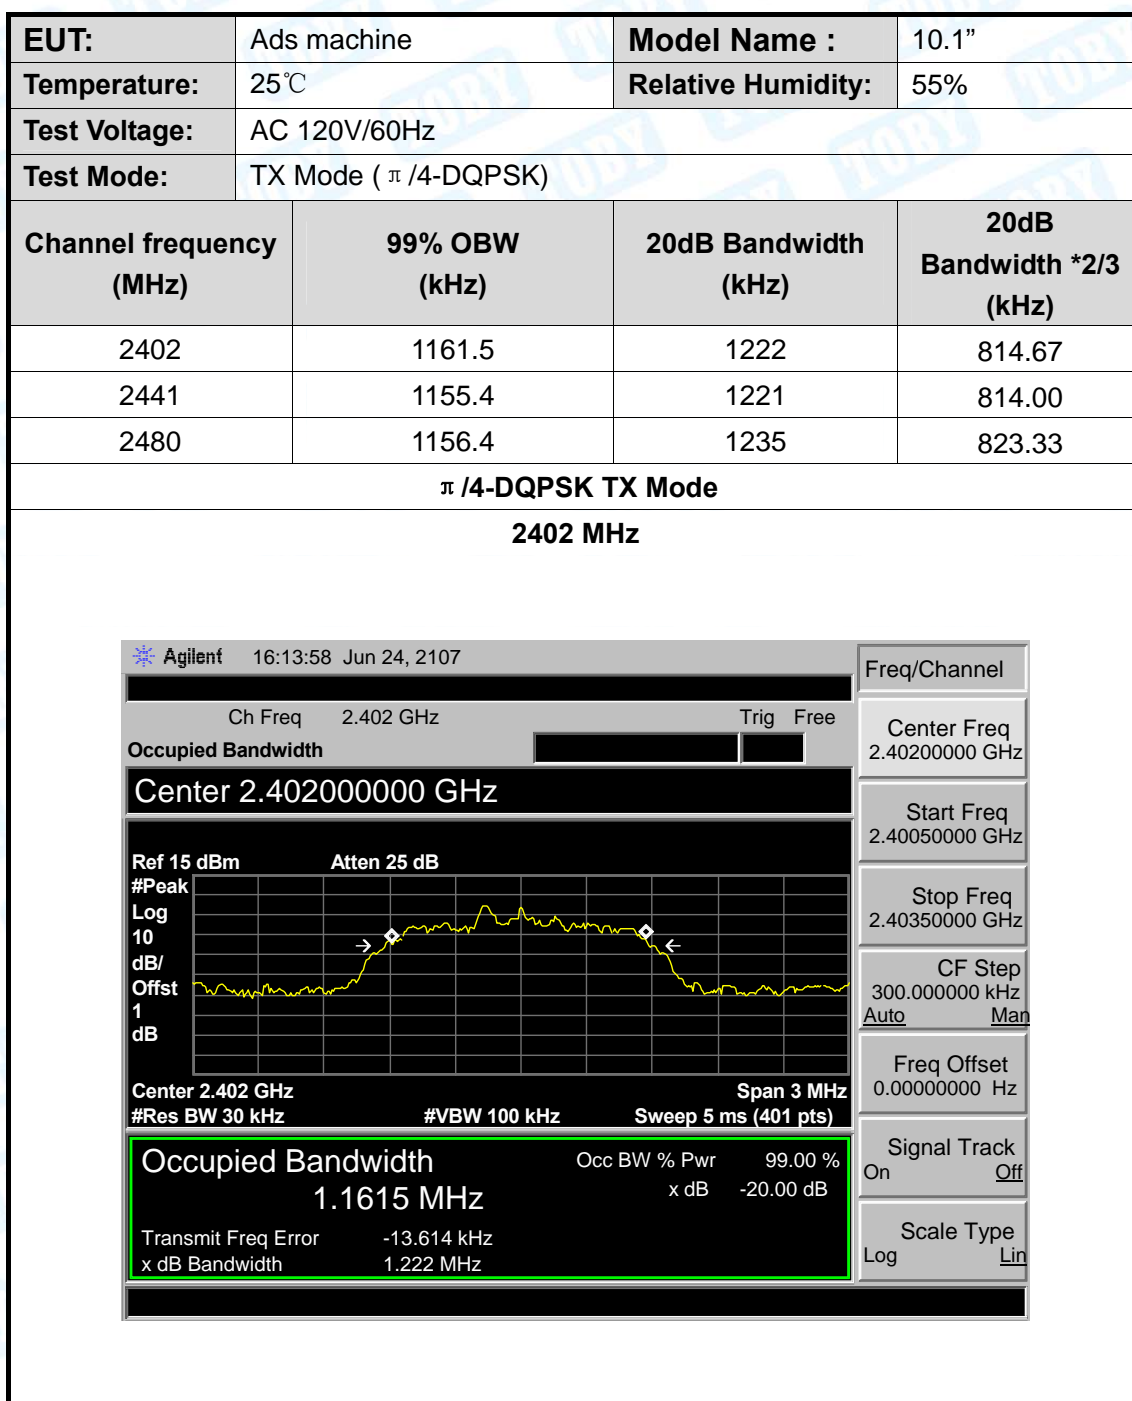 EUT: Ads machine Model Name : 10.1”
Temperature: 25℃ Relative Humidity: 55%
Test Voltage: AC 120V/60Hz
Test Mode: TX Mode ( π /4-DQPSK)
Channel frequency (MHz) 99% OBW (kHz) 20dB Bandwidth (kHz) 20dB Bandwidth *2/3 (kHz)
2402 1161.5 1222 814.67
2441 1155.4 1221 814.00
2480 1156.4 1235 823.33
π /4-DQPSK TX Mode
2402 MHz
Agilent 16:13:58 Jun 24, 2107
Freq/Channel
Ch Freq 2.402 GHz Trig Free
Occupied Bandwidth
Center 2.402000000 GHz
Ref 15 dBm Atten 25 dB
#Peak
Log
10
dB/
Offst
1
dB
Center 2.402 GHz Span 3 MHz
#Res BW 30 kHz #VBW 100 kHz Sweep 5 ms (401 pts)
Occupied Bandwidth Occ BW % Pwr 99.00 %
1.1615 MHz x dB -20.00 dB
Transmit Freq Error -13.614 kHz
x dB Bandwidth 1.222 MHz
Center Freq
2.40200000 GHz
Start Freq
2.40050000 GHz
Stop Freq
2.40350000 GHz
CF Step
300.000000 kHz
Auto Man
Freq Offset
0.00000000 Hz
Signal Track
On Off
Scale Type
Log Lin
TOBY
TOBY
TOBY
TOBY
TOBY